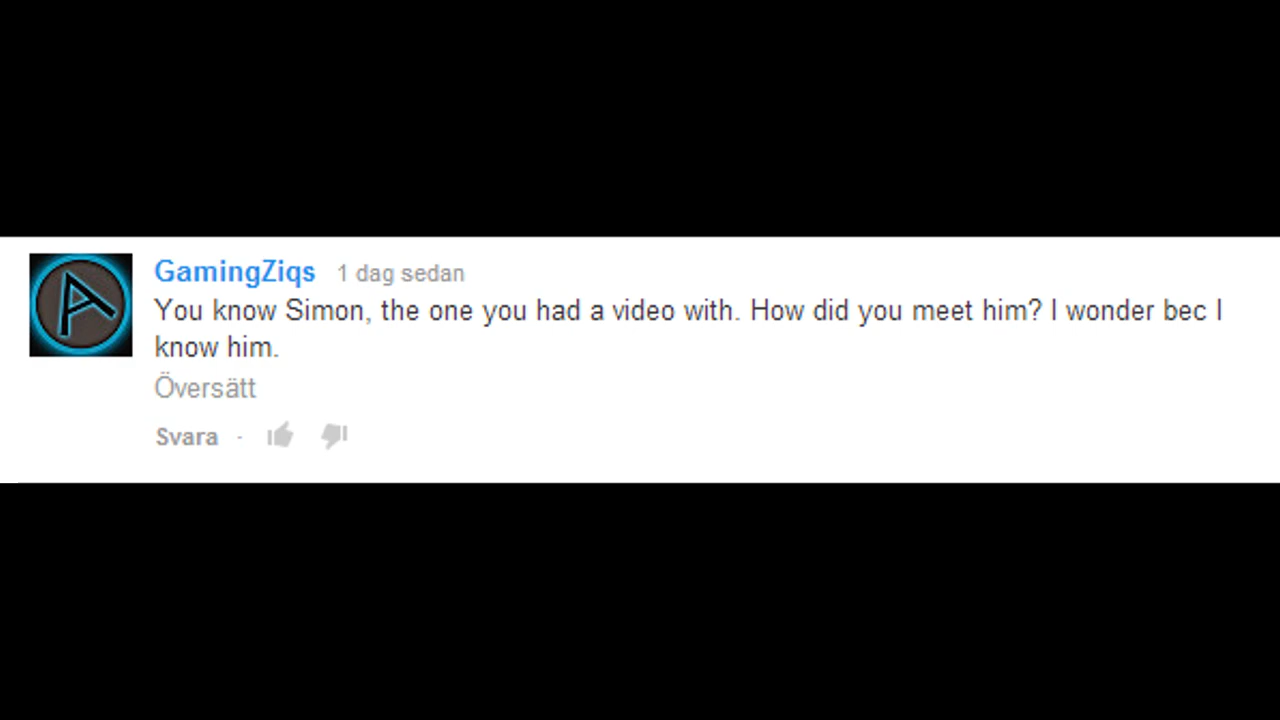 GamingZiqs 1 dag sedan
You know Simon, the one you had a video with. How did you meet him? I wonder bec I
know him.
Översätt
Svara ·